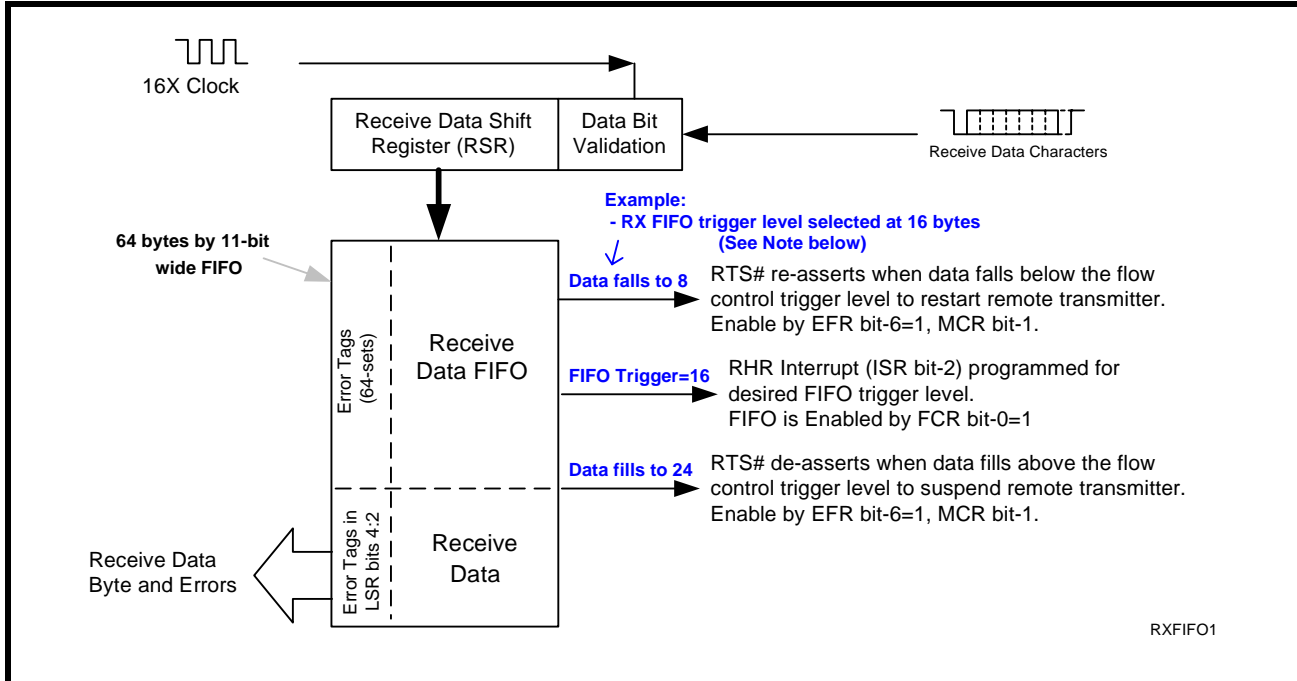 16X Clock
Receive Data Shift
Register (RSR)
Data Bit
Validation
Receive Data Characters
Example:
- RX FIFO trigger level selected at 16 bytes
(See Note below)
64 bytes by 11-bit
wide FIFO
Error Tags
(64-sets)
Receive
Data FIFO
Data falls to 8
RTS# re-asserts when data falls below the flow
control trigger level to restart remote transmitter.
Enable by EFR bit-6=1, MCR bit-1.
FIFO Trigger=16
RHR Interrupt (ISR bit-2) programmed for
desired FIFO trigger level.
FIFO is Enabled by FCR bit-0=1
Data fills to 24
RTS# de-asserts when data fills above the flow
control trigger level to suspend remote transmitter.
Enable by EFR bit-6=1, MCR bit-1.
Error Tags in
LSR bits 4:2
Receive
Data
Receive Data
Byte and Errors
RXFIFO1